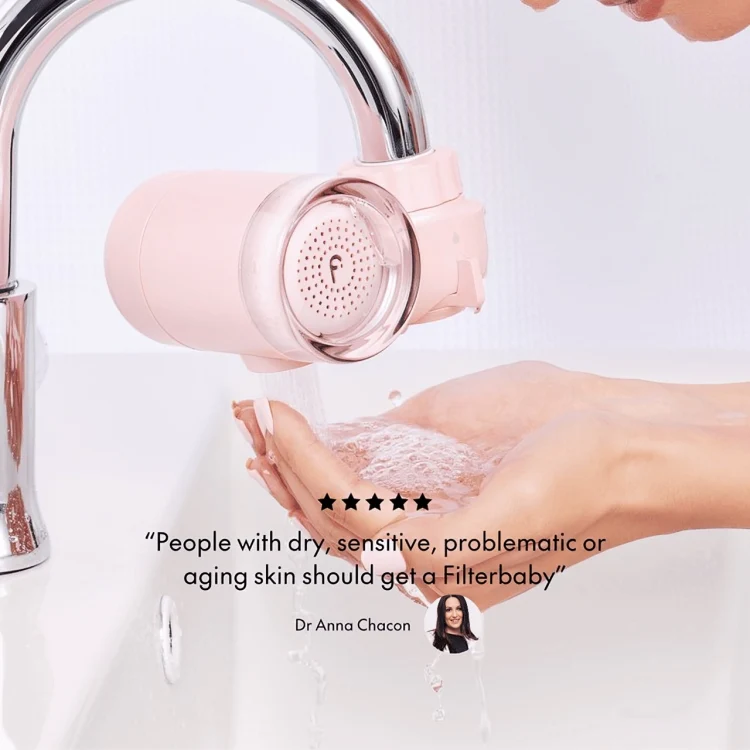 ★★★★★
“People with dry, sensitive, problematic or
aging skin should get a Filterbaby”
Dr Anna Chacon